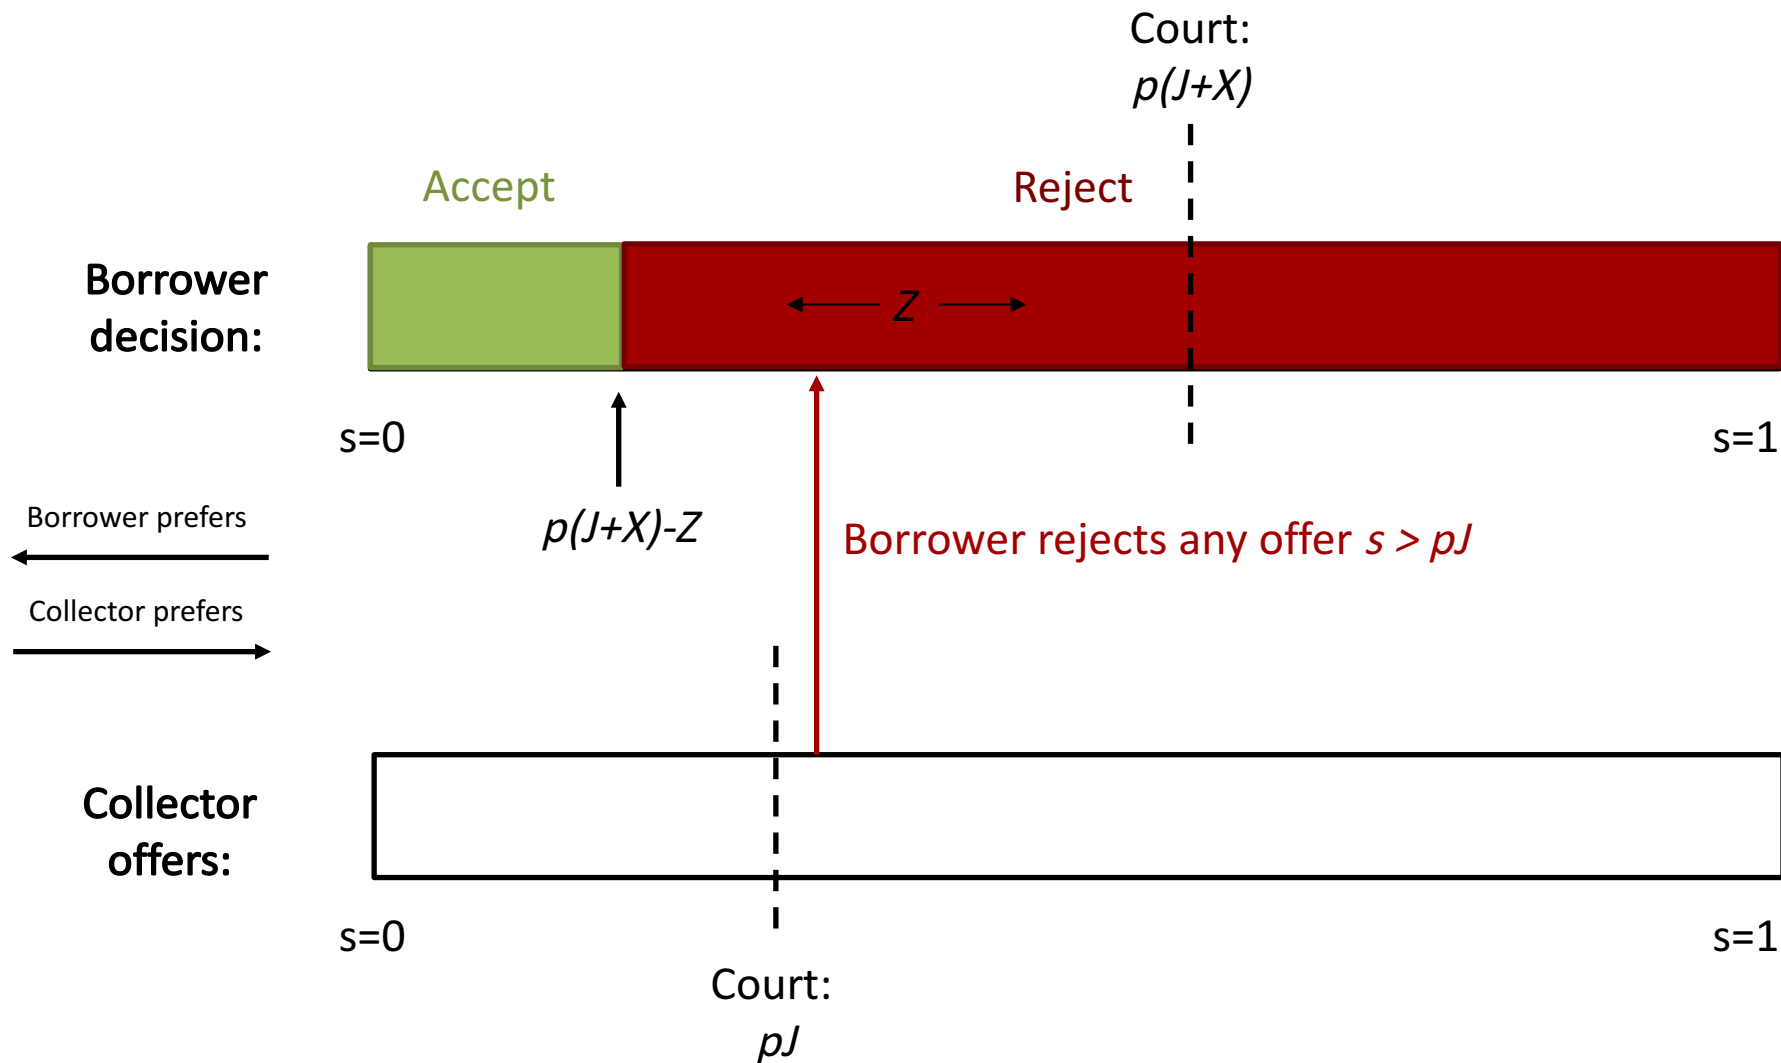 Court:
p(J+X)
Accept
Reject
Borrower
decision:
Z
s=0
s=1
p(J+X)-Z
Borrower prefers
Collector prefers
Borrower rejects any offer s > pJ
Collector
offers:
s=0
s=1
Court:
pJ